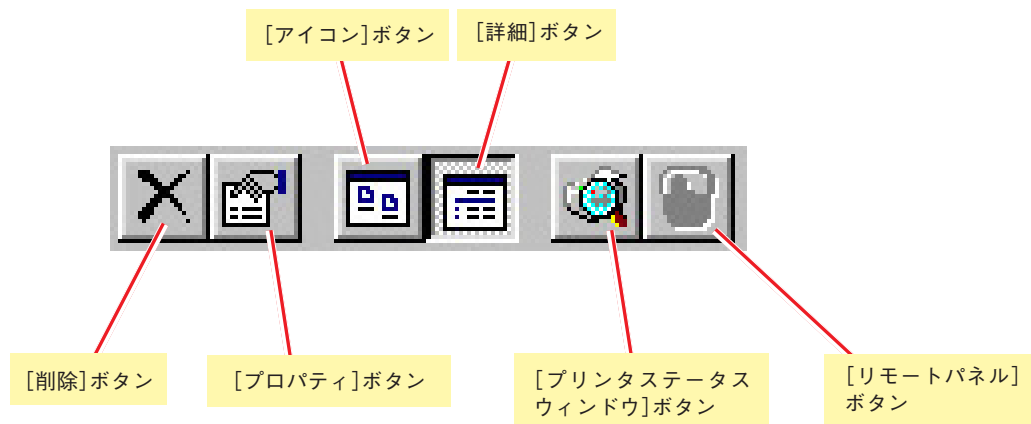 [アイコン]ボタン
[詳細]ボタン
[削除]ボタン
[プロパティ]ボタン
[プリンタステータス
ウィンドウ]ボタン
[リモートパネル]
ボタン